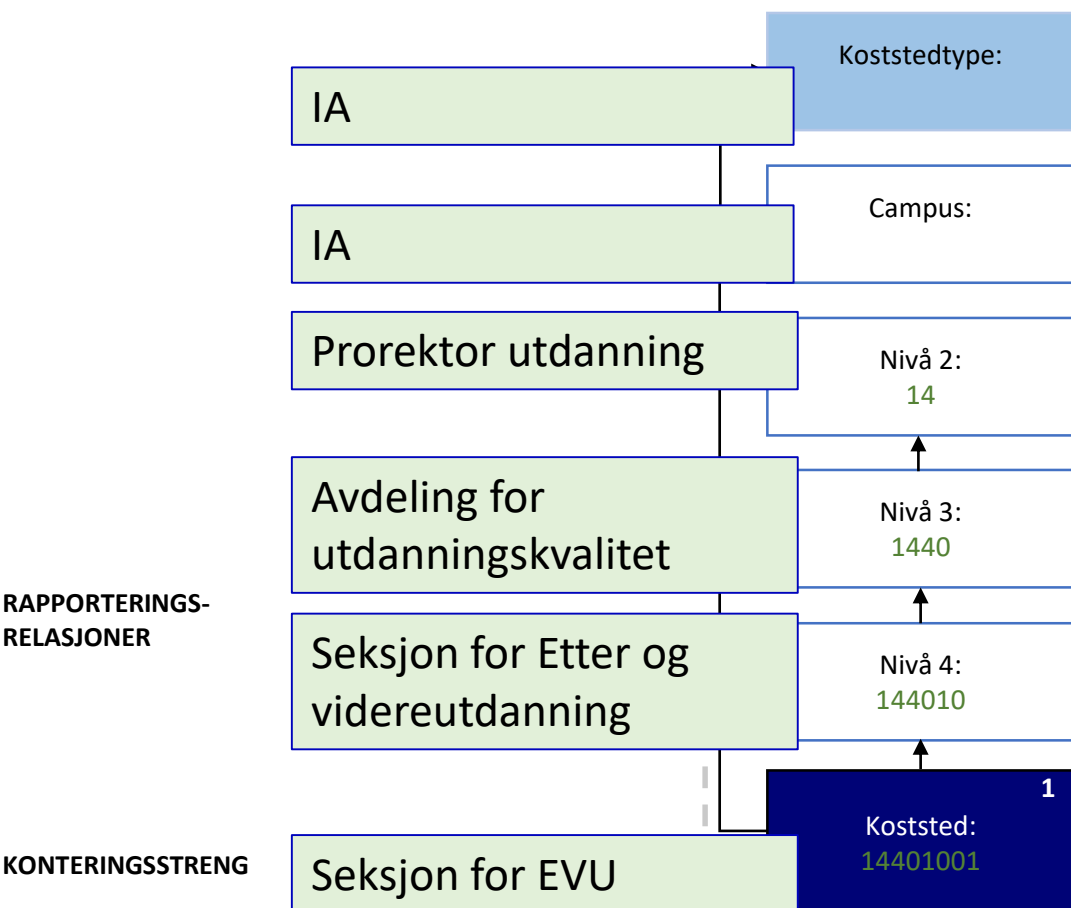 Koststedtype:
IA
Campus:
IA
Prorektor utdanning
Nivå 2:
14
Avdeling for
utdanningskvalitet
Nivå 3:
1440
RAPPORTERINGS-
RELASJONER
Seksjon for Etter og
videreutdanning
Nivå 4:
144010
1
Koststed:
14401001
KONTERINGSSTRENG
Seksjon for EVU